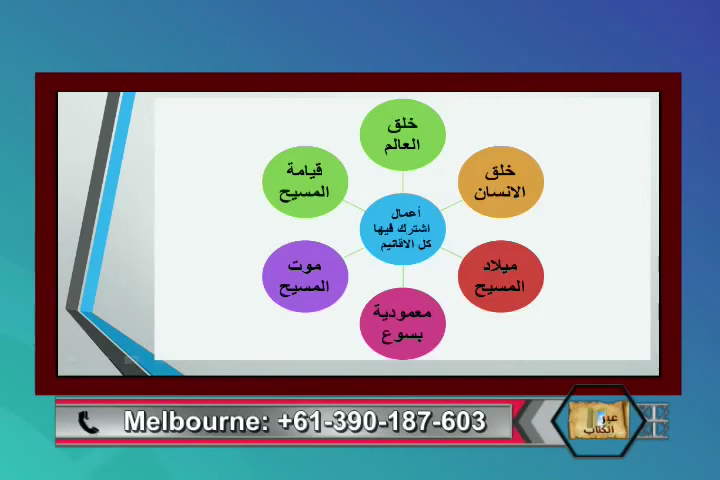 خلق
العالم
خلق
الانسان
ميلاد
المسيح
معمودية
يسوع
موت
المسيح
قيامة
المسيح
أعمال
اشترك فيها
كل الاقانيم
Melbourne: +61-390-187-603
عبر
الكتاب